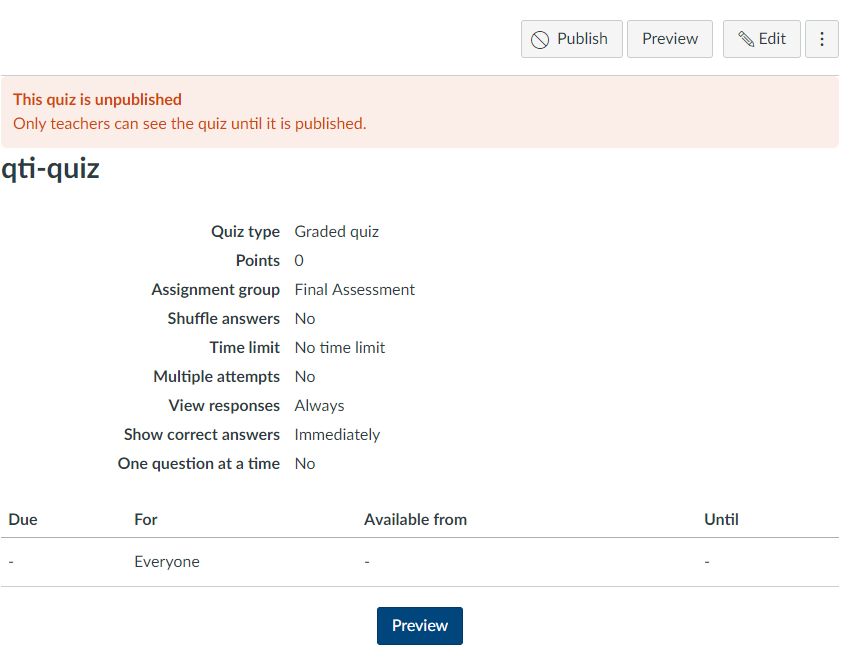 Publish Preview Edit
This quiz is unpublished
Only teachers can see the quiz until it is published.
qti-quiz
Quiz type Graded quiz
Points 0
Assignment group Final Assessment
Shuffle answers No
Time limit No time limit
Multiple attempts No
View responses Always
Show correct answers Immediately
One question at a time No
Due For Available from Until
- Everyone - -
Preview